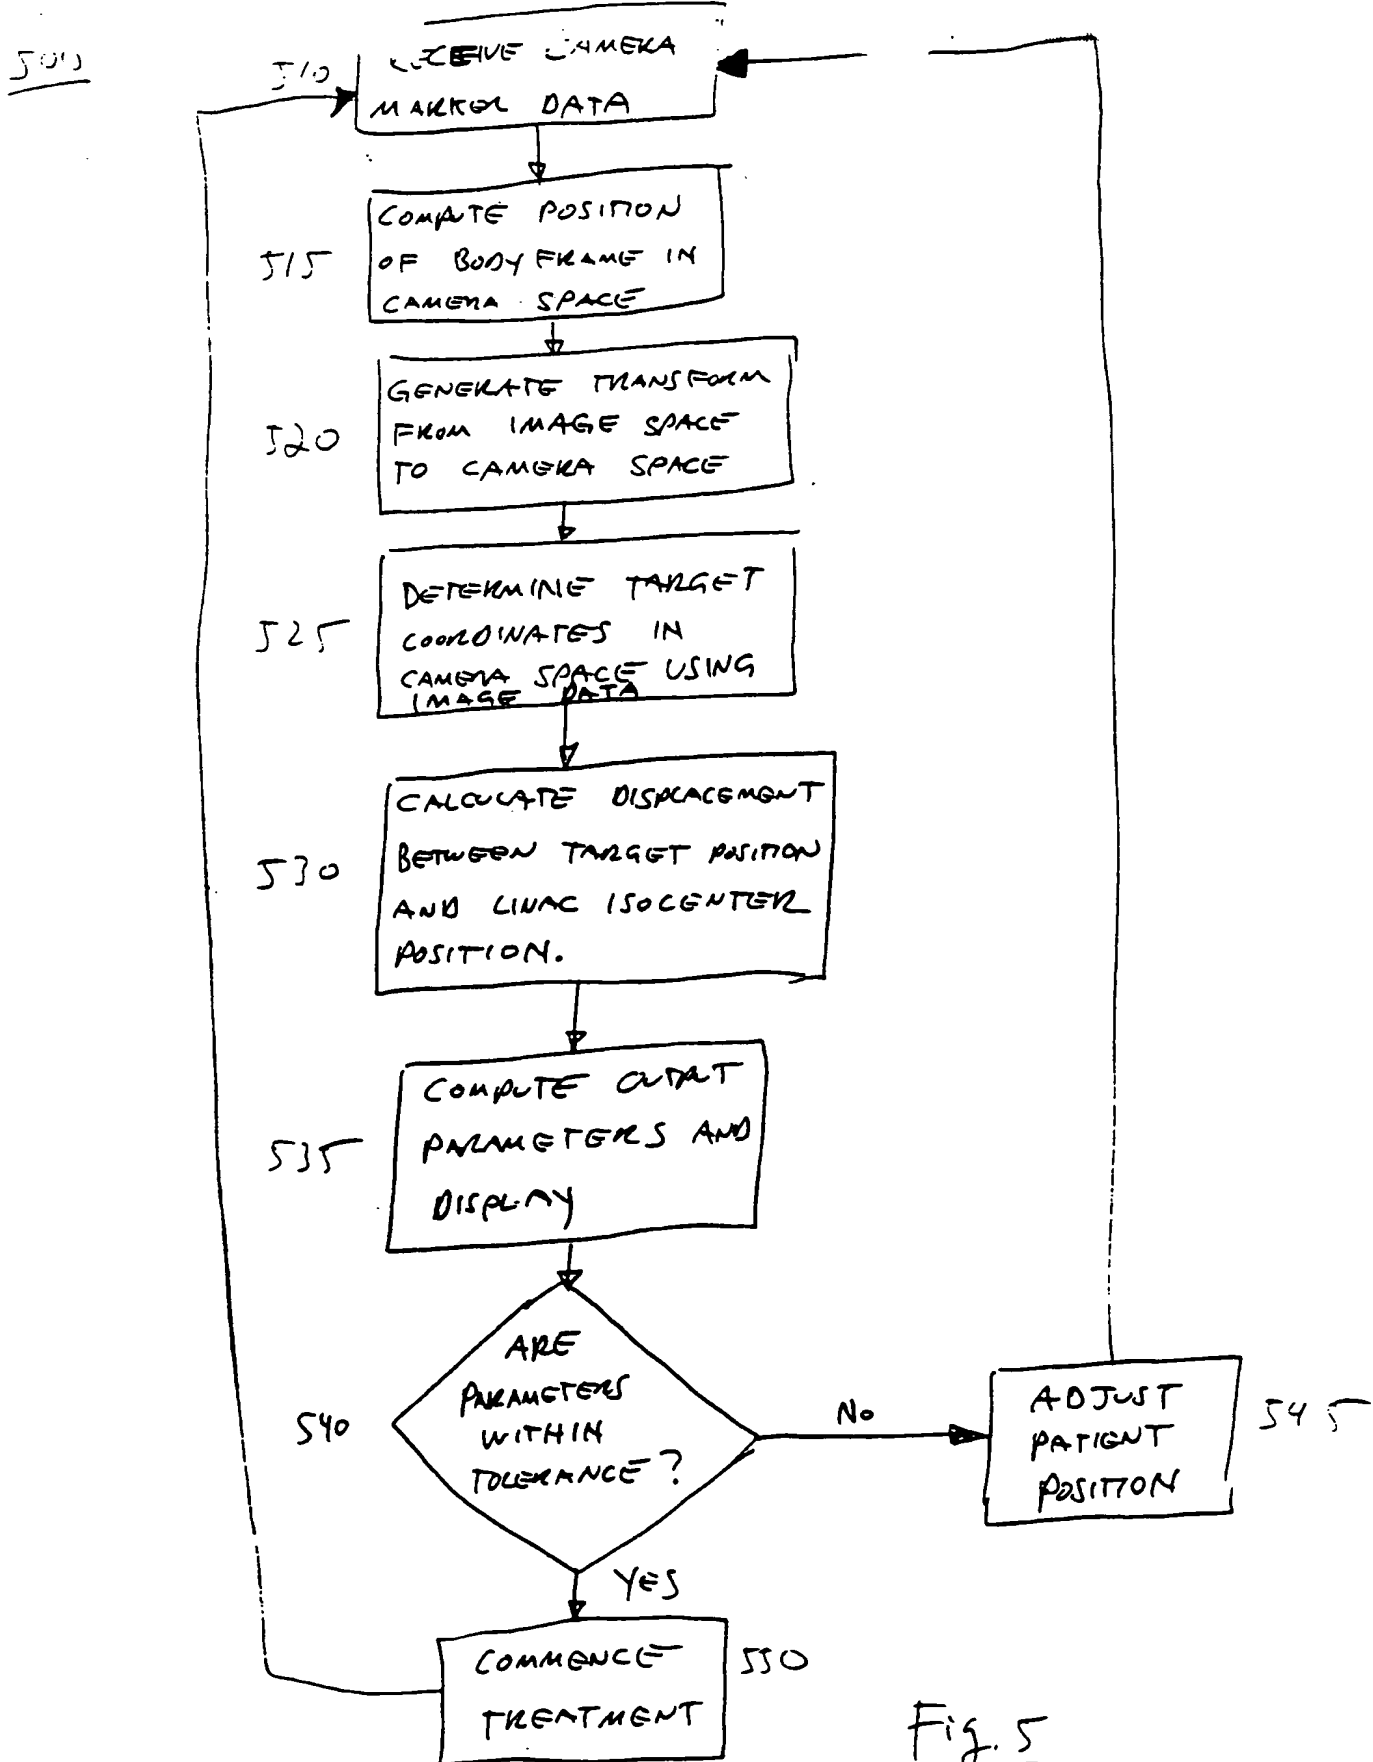 500
510
RECEIVE CAMERA
MARKER DATA
515
COMPUTE POSITION
OF BODY FRAME IN
CAMERA SPACE
520
GENERATE TRANSFORM
FROM IMAGE SPACE
TO CAMERA SPACE
525
DETERMINE TARGET
COORDINATES IN
CAMERA SPACE USING
IMAGE DATA
530
CALCULATE DISPLACEMENT
BETWEEN TARGET POSITION
AND LINAC ISOCENTER
POSITION.
535
COMPUTE OUTPUT
PARAMETERS AND
DISPLAY
540
ARE
PARAMETERS
WITHIN
TOLERANCE?
No
ADJUST
PATIENT
POSITION
545
YES
COMMENCE
TREATMENT
550
Fig. 5